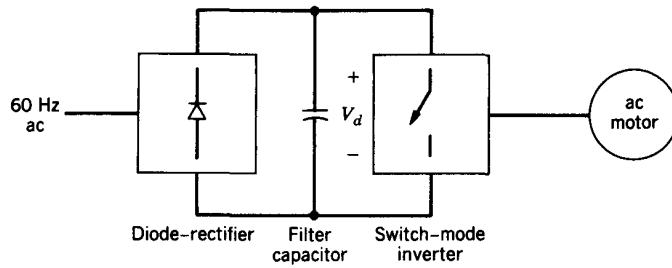 60 Hz
ac
+
V_d
−
ac
motor
Diode–rectifier
Filter
capacitor
Switch–mode
inverter